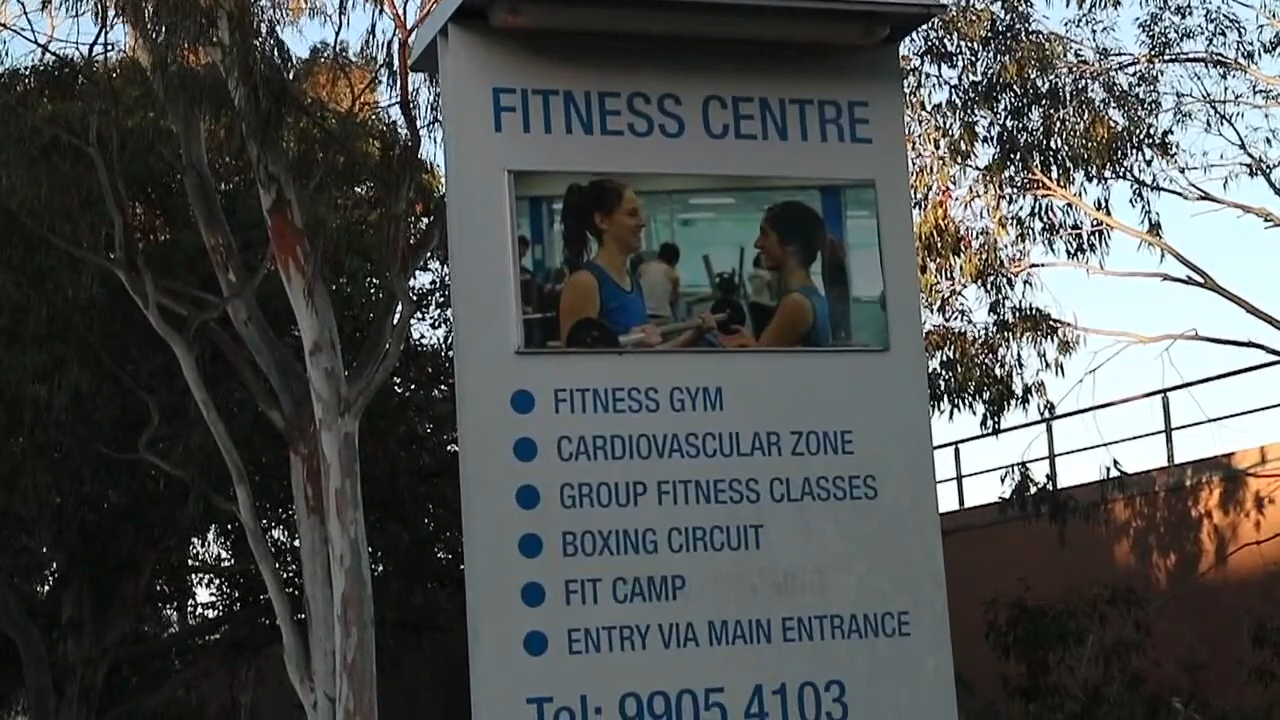 FITNESS CENTRE
FITNESS GYM
CARDIOVASCULAR ZONE
GROUP FITNESS CLASSES
BOXING CIRCUIT
FIT CAMP
ENTRY VIA MAIN ENTRANCE
Tel: 9905 4103